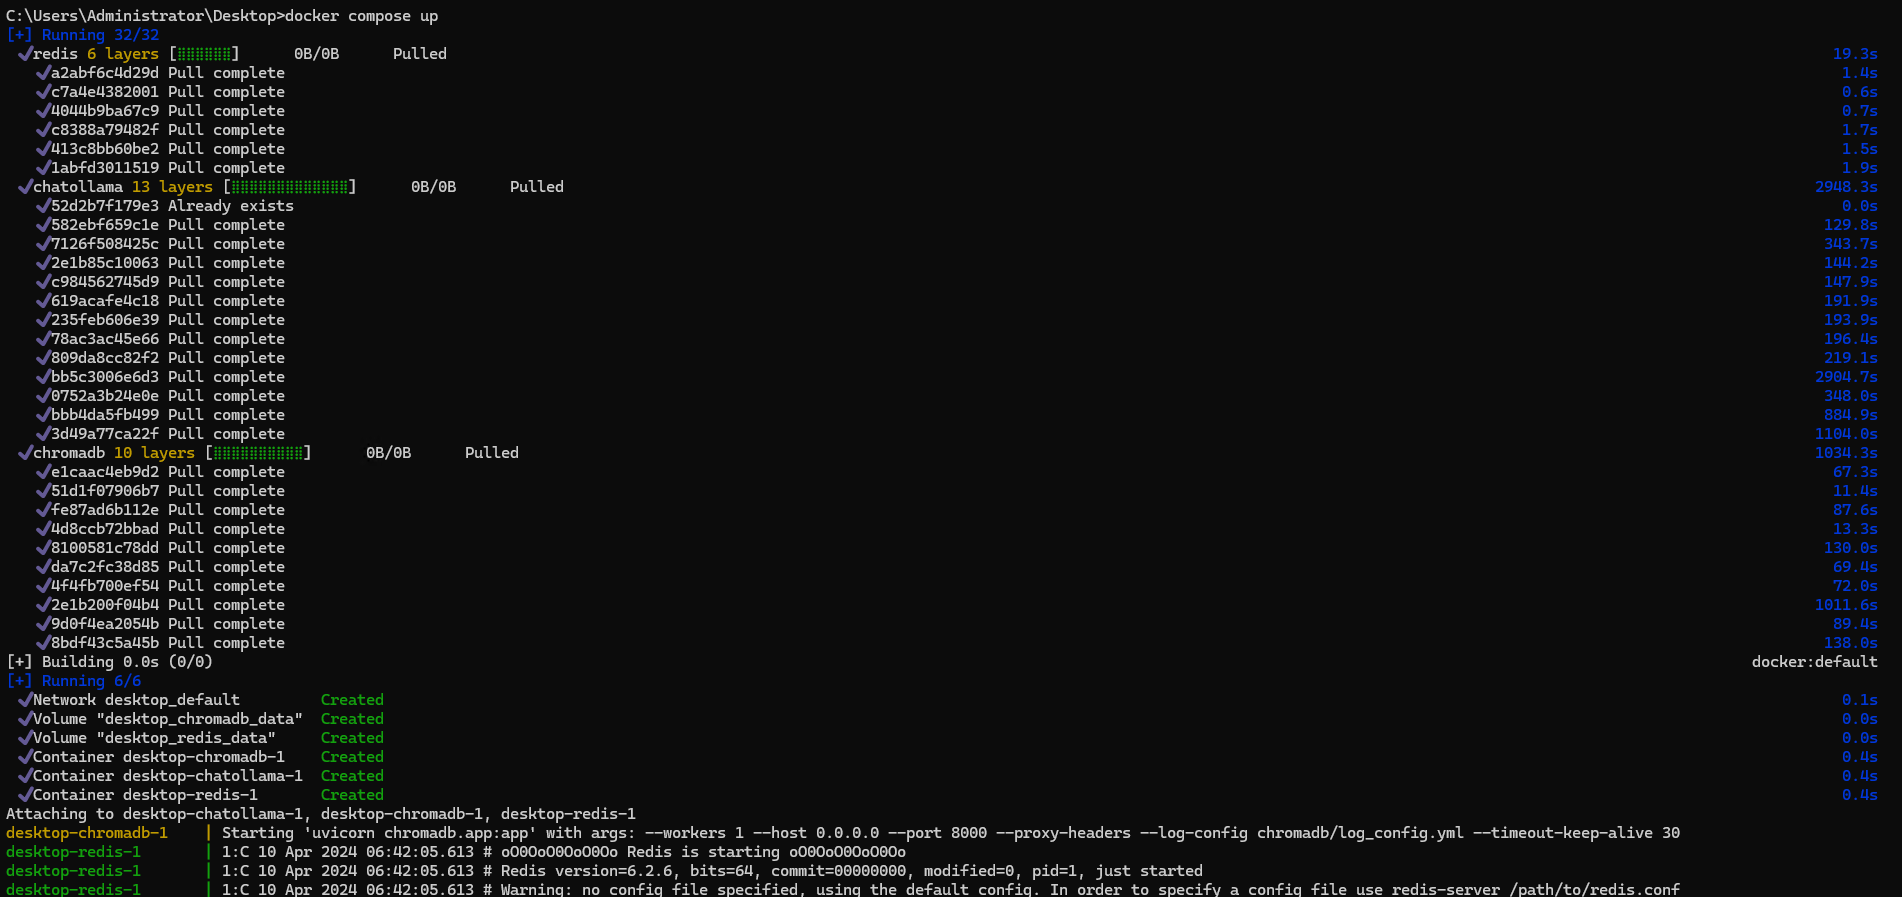 C:\Users\Administrator\Desktop>docker compose up
[+] Running 32/32
✔redis 6 layers [⣿⣿⣿⣿⣿⣿] 0B/0B Pulled 19.3s
✔a2abf6c4d29d Pull complete 1.4s
✔c7a4e4382001 Pull complete 0.6s
✔4044b9ba67c9 Pull complete 0.7s
✔c8388a79482f Pull complete 1.7s
✔413c8bb60be2 Pull complete 1.5s
✔1abfd3011519 Pull complete 1.9s
✔chatollama 13 layers [⣿⣿⣿⣿⣿⣿⣿⣿⣿⣿⣿⣿⣿] 0B/0B Pulled 2948.3s
✔52d2b7f179e3 Already exists 0.0s
✔582ebf659c1e Pull complete 129.8s
✔7126f508425c Pull complete 343.7s
✔2e1b85c10063 Pull complete 144.2s
✔c984562745d9 Pull complete 147.9s
✔619acafe4c18 Pull complete 191.9s
✔235feb606e39 Pull complete 193.9s
✔78ac3ac45e66 Pull complete 196.4s
✔809da8cc82f2 Pull complete 219.1s
✔bb5c3006e6d3 Pull complete 2904.7s
✔0752a3b24e0e Pull complete 348.0s
✔bbb4da5fb499 Pull complete 884.9s
✔3d49a77ca22f Pull complete 1104.0s
✔chromadb 10 layers [⣿⣿⣿⣿⣿⣿⣿⣿⣿⣿] 0B/0B Pulled 1034.3s
✔e1caac4eb9d2 Pull complete 67.3s
✔51d1f07906b7 Pull complete 11.4s
✔fe87ad6b112e Pull complete 87.6s
✔4d8ccb72bbad Pull complete 13.3s
✔8100581c78dd Pull complete 130.0s
✔da7c2fc38d85 Pull complete 69.4s
✔4f4fb700ef54 Pull complete 72.0s
✔2e1b200f04b4 Pull complete 1011.6s
✔9d0f4ea2054b Pull complete 89.4s
✔8bdf43c5a45b Pull complete 138.0s
[+] Building 0.0s (0/0) docker:default
[+] Running 6/6
✔Network desktop_default Created 0.1s
✔Volume "desktop_chromadb_data" Created 0.0s
✔Volume "desktop_redis_data" Created 0.0s
✔Container desktop-chromadb-1 Created 0.4s
✔Container desktop-chatollama-1 Created 0.4s
✔Container desktop-redis-1 Created 0.4s
Attaching to desktop-chatollama-1, desktop-chromadb-1, desktop-redis-1
desktop-chromadb-1 | Starting 'uvicorn chromadb.app:app' with args: --workers 1 --host 0.0.0.0 --port 8000 --proxy-headers --log-config chromadb/log_config.yml --timeout-keep-alive 30
desktop-redis-1 | 1:C 10 Apr 2024 06:42:05.613 # oO0OoO0OoO0Oo Redis is starting oO0OoO0OoO0Oo
desktop-redis-1 | 1:C 10 Apr 2024 06:42:05.613 # Redis version=6.2.6, bits=64, commit=00000000, modified=0, pid=1, just started
desktop-redis-1 | 1:C 10 Apr 2024 06:42:05.613 # Warning: no config file specified, using the default config. In order to specify a config file use redis-server /path/to/redis.conf